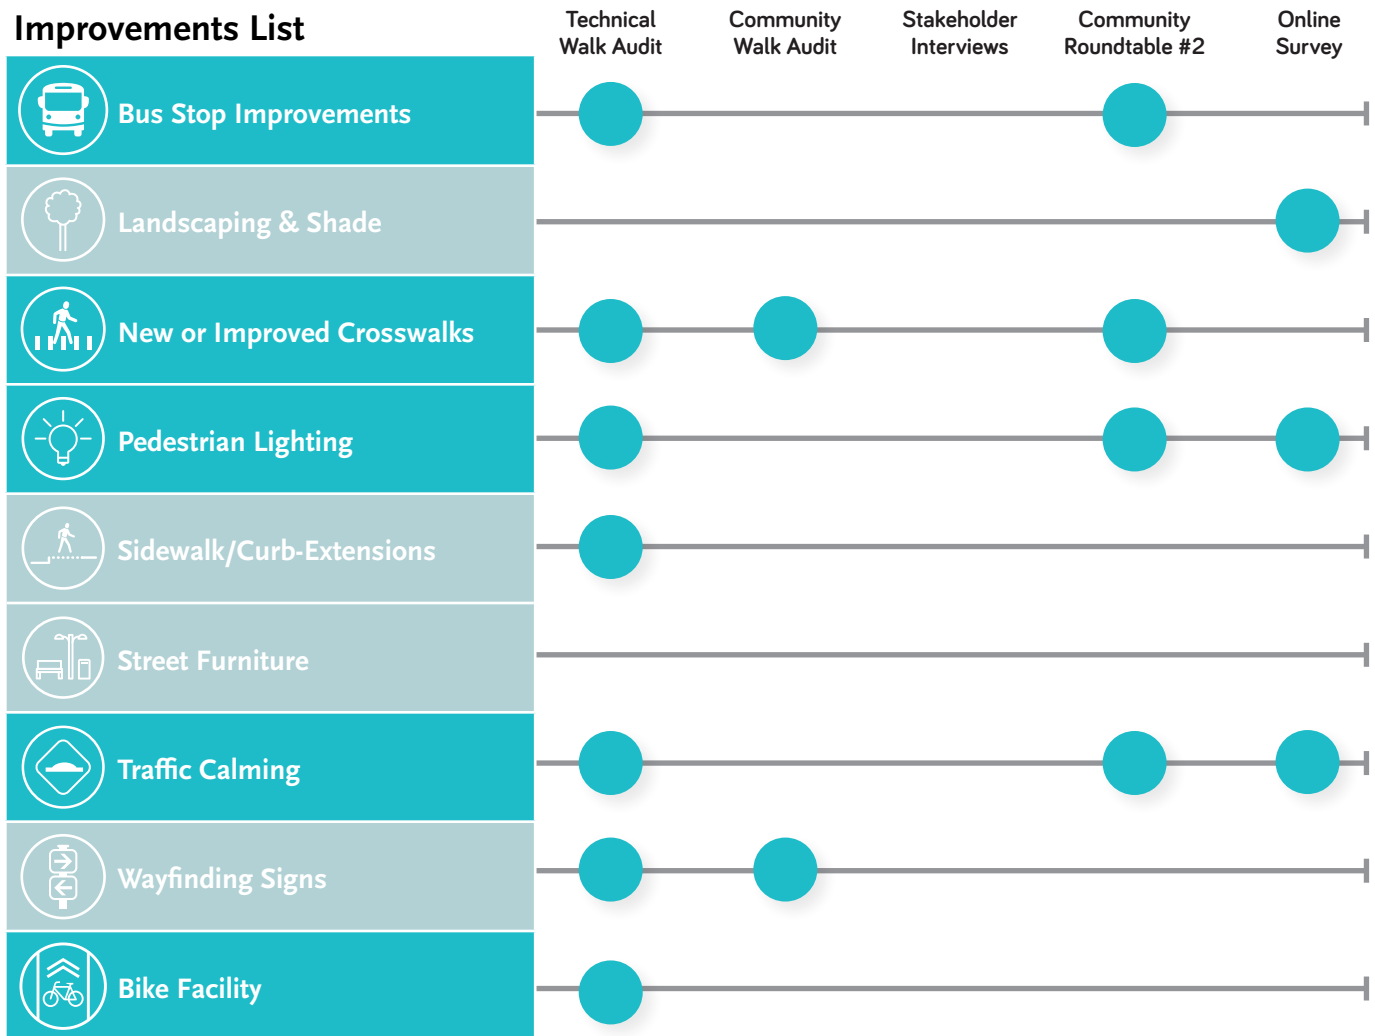 Improvements List
Technical
Walk Audit
Community
Walk Audit
Stakeholder
Interviews
Community
Roundtable #2
Online
Survey
Bus Stop Improvements
Landscaping & Shade
New or Improved Crosswalks
Pedestrian Lighting
Sidewalk/Curb-Extensions
Street Furniture
Traffic Calming
Wayfinding Signs
Bike Facility